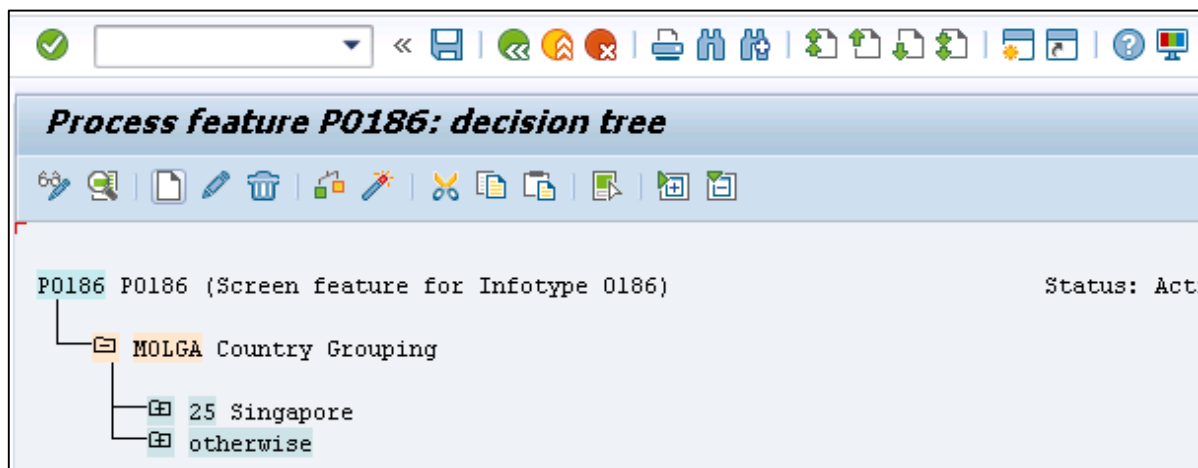 Process feature P0186: decision tree
P0186 P0186 (Screen feature for Infotype 0186) Status: Act
MOLGA Country Grouping
25 Singapore
otherwise